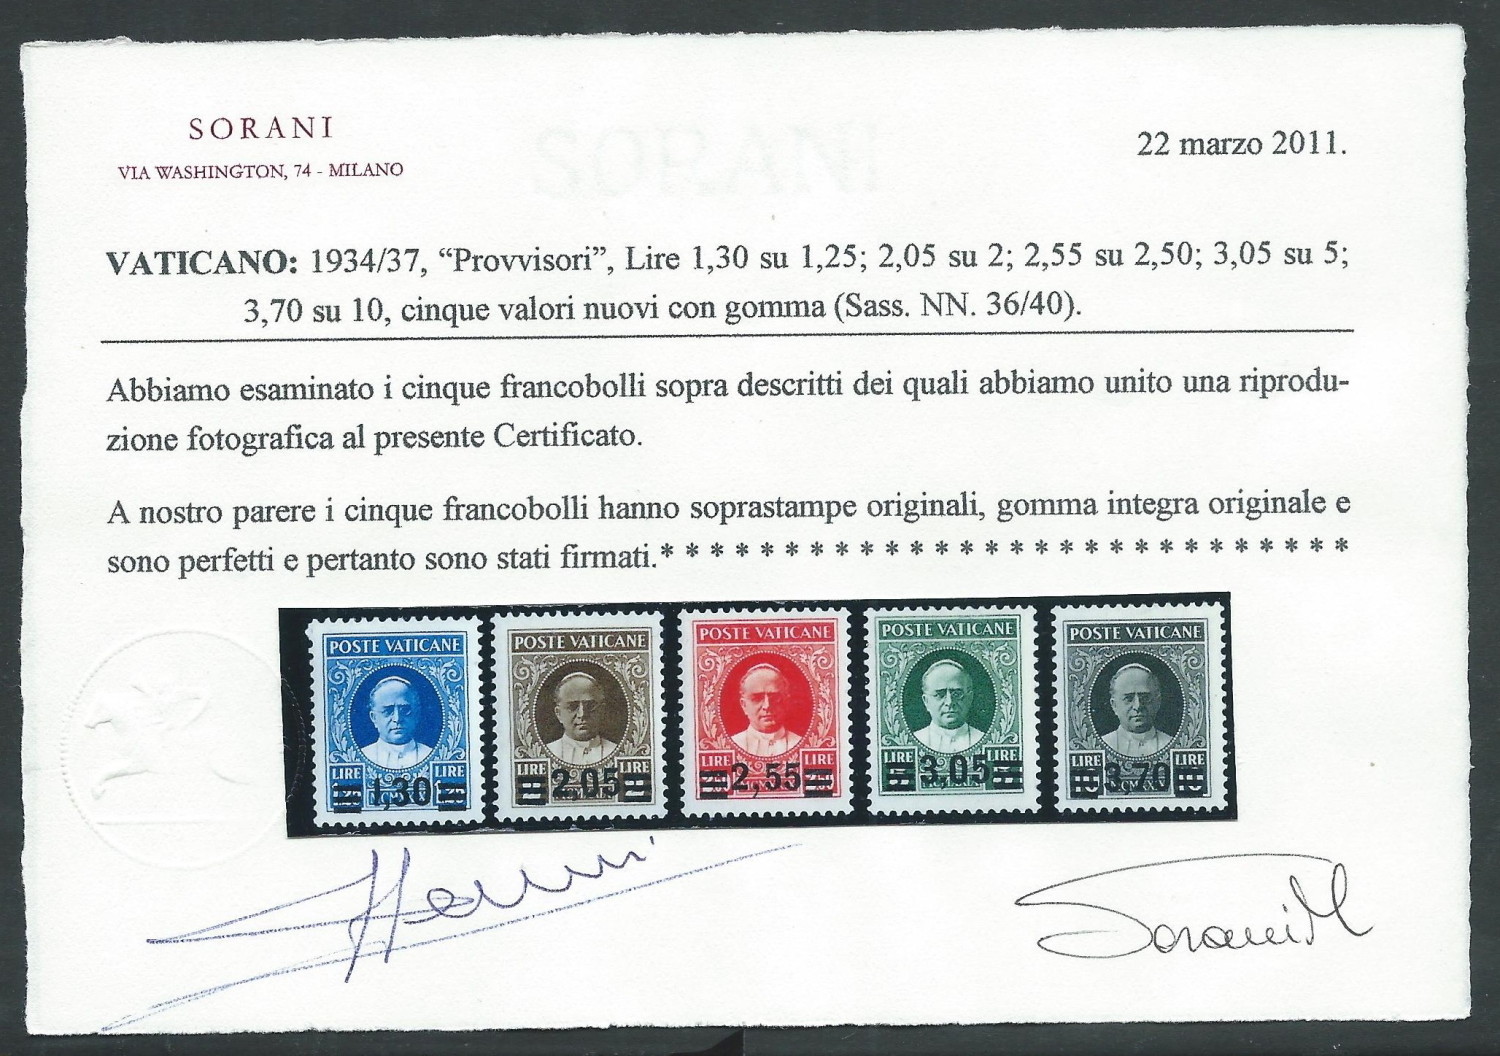 SORANI
VIA WASHINGTON, 74 - MILANO
SORANI
22 marzo 2011.
VATICANO: 1934/37, “Provvisori”, Lire 1,30 su 1,25; 2,05 su 2; 2,55 su 2,50; 3,05 su 5;
3,70 su 10, cinque valori nuovi con gomma (Sass. NN. 36/40).
Abbiamo esaminato i cinque francobolli sopra descritti dei quali abbiamo unito una riprodu-
zione fotografica al presente Certificato.
A nostro parere i cinque francobolli hanno soprastampe originali, gomma integra originale e
sono perfetti e pertanto sono stati firmati.* * * * * * * * * * * * * * * * * * * * * * * * * * * *
POSTE VATICANE POSTE VATICANE POSTE VATICANE POSTE VATICANE POSTE VATICANE
LIRE LIRE LIRE LIRE LIRE LIRE LIRE LIRE LIRE LIRE
1,30 2,05 2,55 3,05 3,70
Sorani